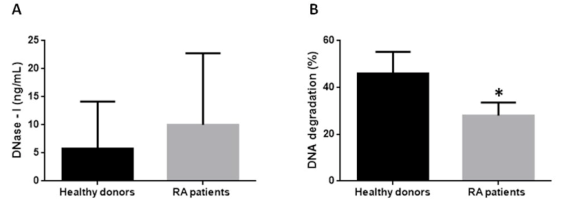 A
DNase - I (ng/mL)
25
20
15
10
5
0
Healthy donors
RA patients
B
DNA degradation (%)
60
40
20
0
*
Healthy donors
RA patients